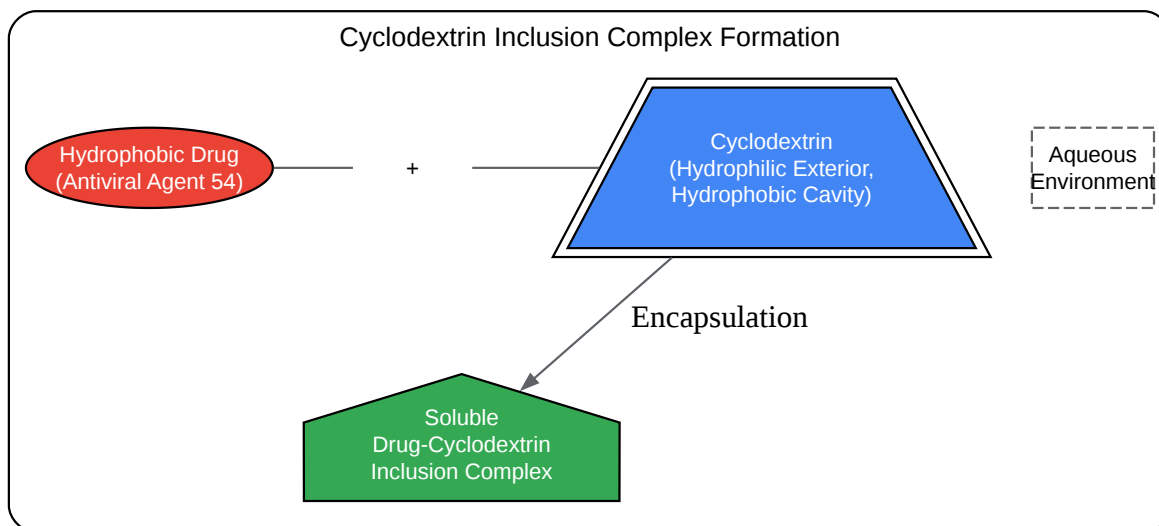 Cyclodextrin Inclusion Complex Formation
Hydrophobic Drug
(Antiviral Agent 54)
+
Cyclodextrin
(Hydrophilic Exterior,
Hydrophobic Cavity)
Aqueous
Environment
Encapsulation
Soluble
Drug-Cyclodextrin
Inclusion Complex